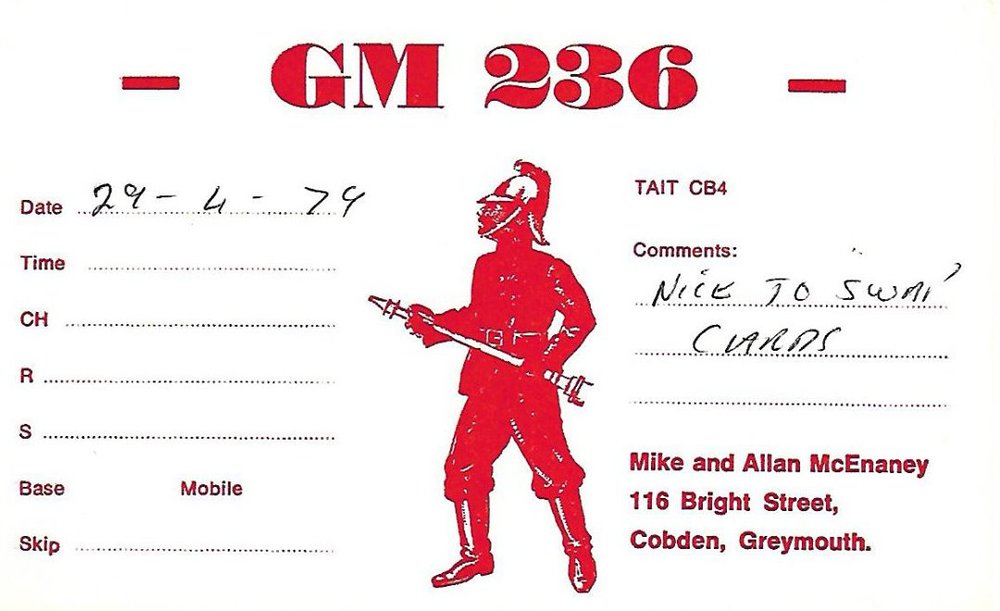 - GM 236 -
Date 29-4-79
Time
CH
R
S
Base Mobile
Skip
TAIT CB4
Comments:
NICE TO "SWAP"
CARDS
Mike and Allan McEnaney
116 Bright Street,
Cobden, Greymouth.